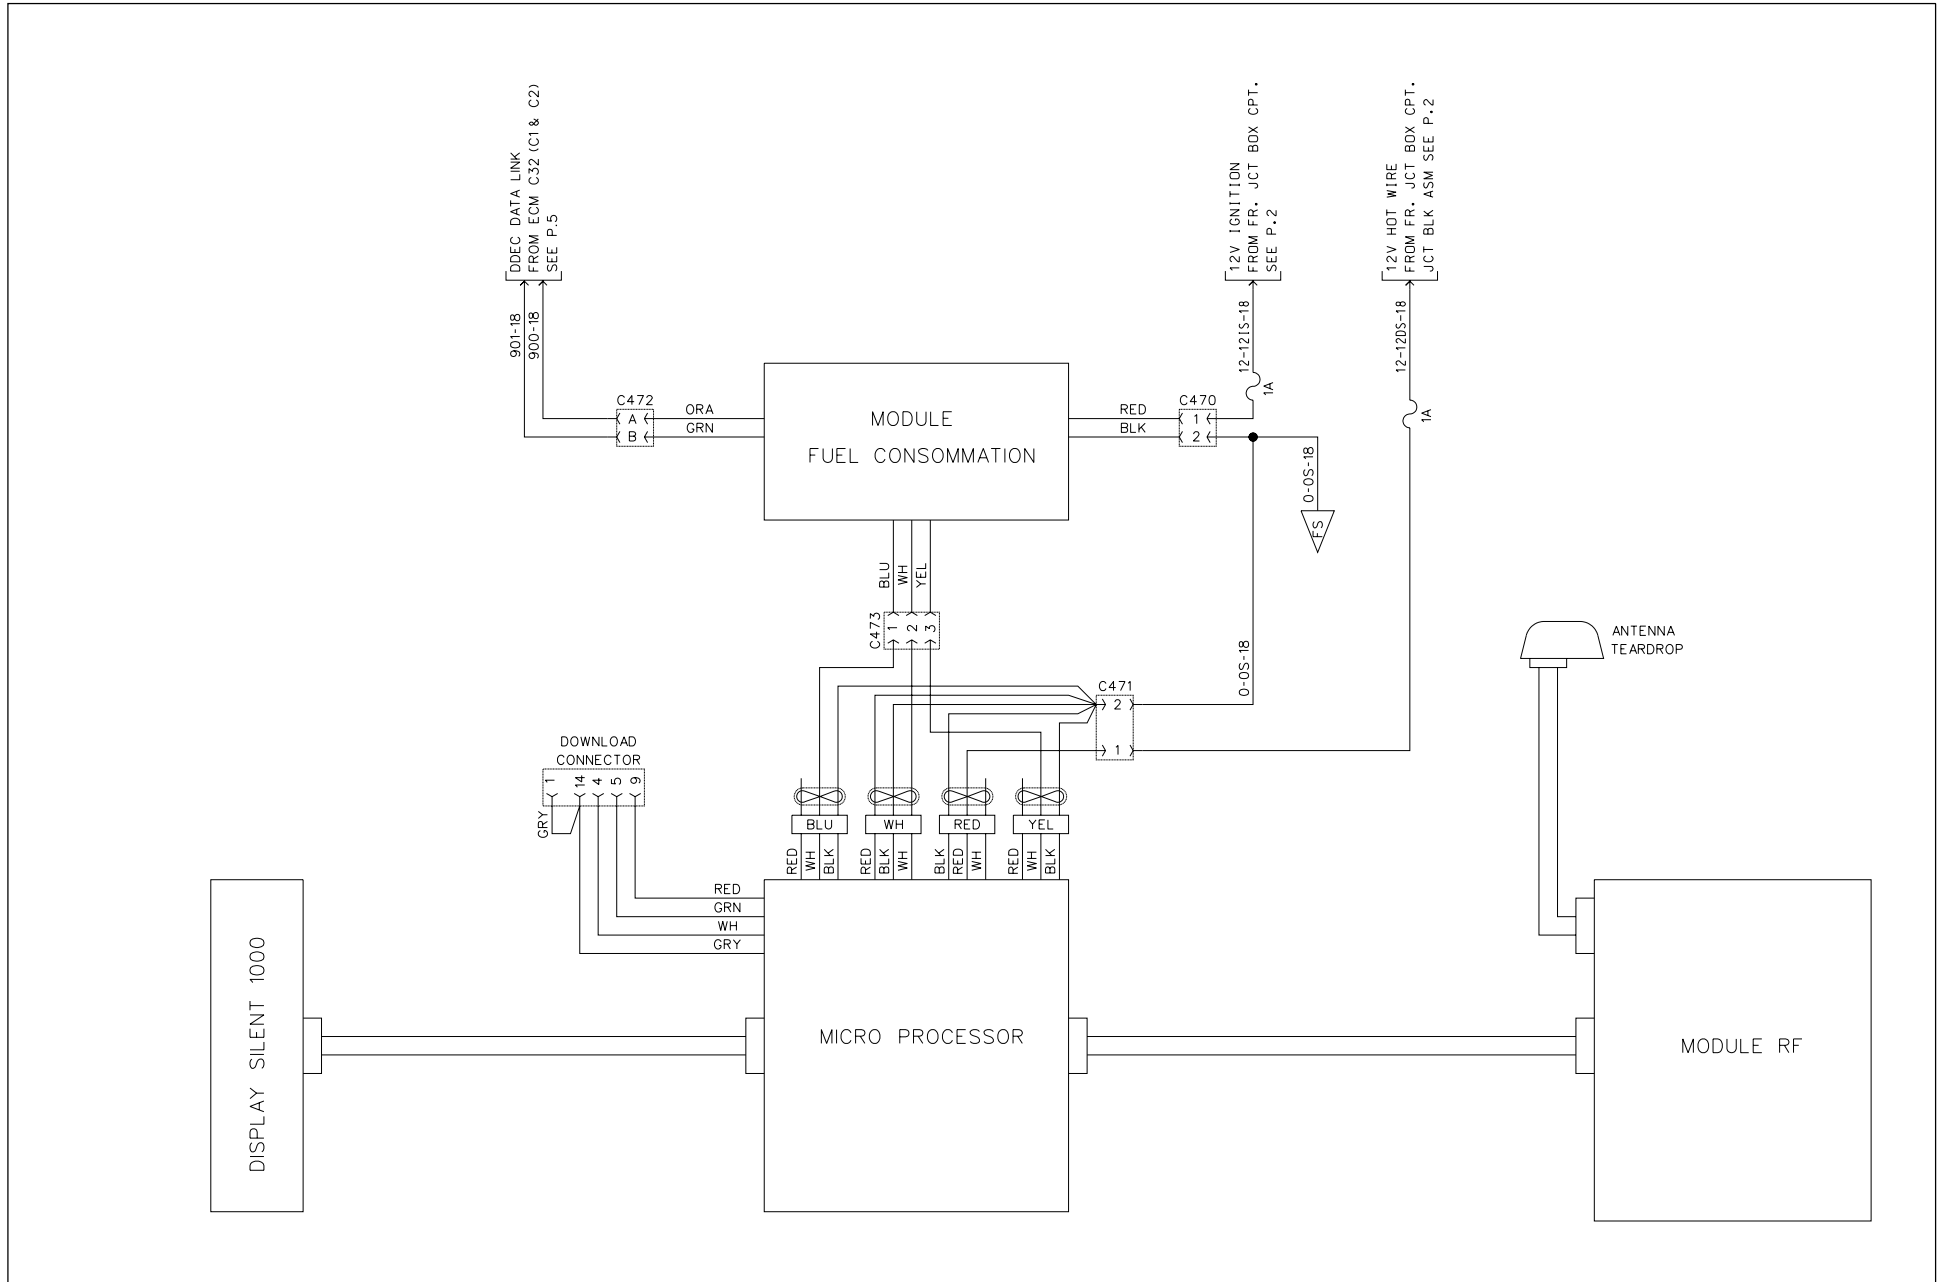 DDEC DATA LINK
FROM ECM C32 (C1 & C2)
SEE P.5
12V IGNITION
FROM FR. JCT BOX CPT.
SEE P.2
12V HOT WIRE
FROM FR. JCT BOX CPT.
JCT BLK ASM SEE P.2
901-18
900-18
12-12IS-18
1A
12-12DS-18
1A
C472
A
B
ORA
GRN
MODULE
FUEL CONSOMMATION
RED
BLK
C470
1
2
0-0S-18
FS
BLU
WH
YEL
C473
1
2
3
0-0S-18
C471
2
1
ANTENNA
TEARDROP
DOWNLOAD
CONNECTOR
1
14
4
5
9
GRY
BLU
WH
RED
YEL
RED
WH
BLK
RED
BLK
WH
BLK
RED
WH
RED
WH
BLK
RED
GRN
WH
GRY
DISPLAY SILENT 1000
MICRO PROCESSOR
MODULE RF